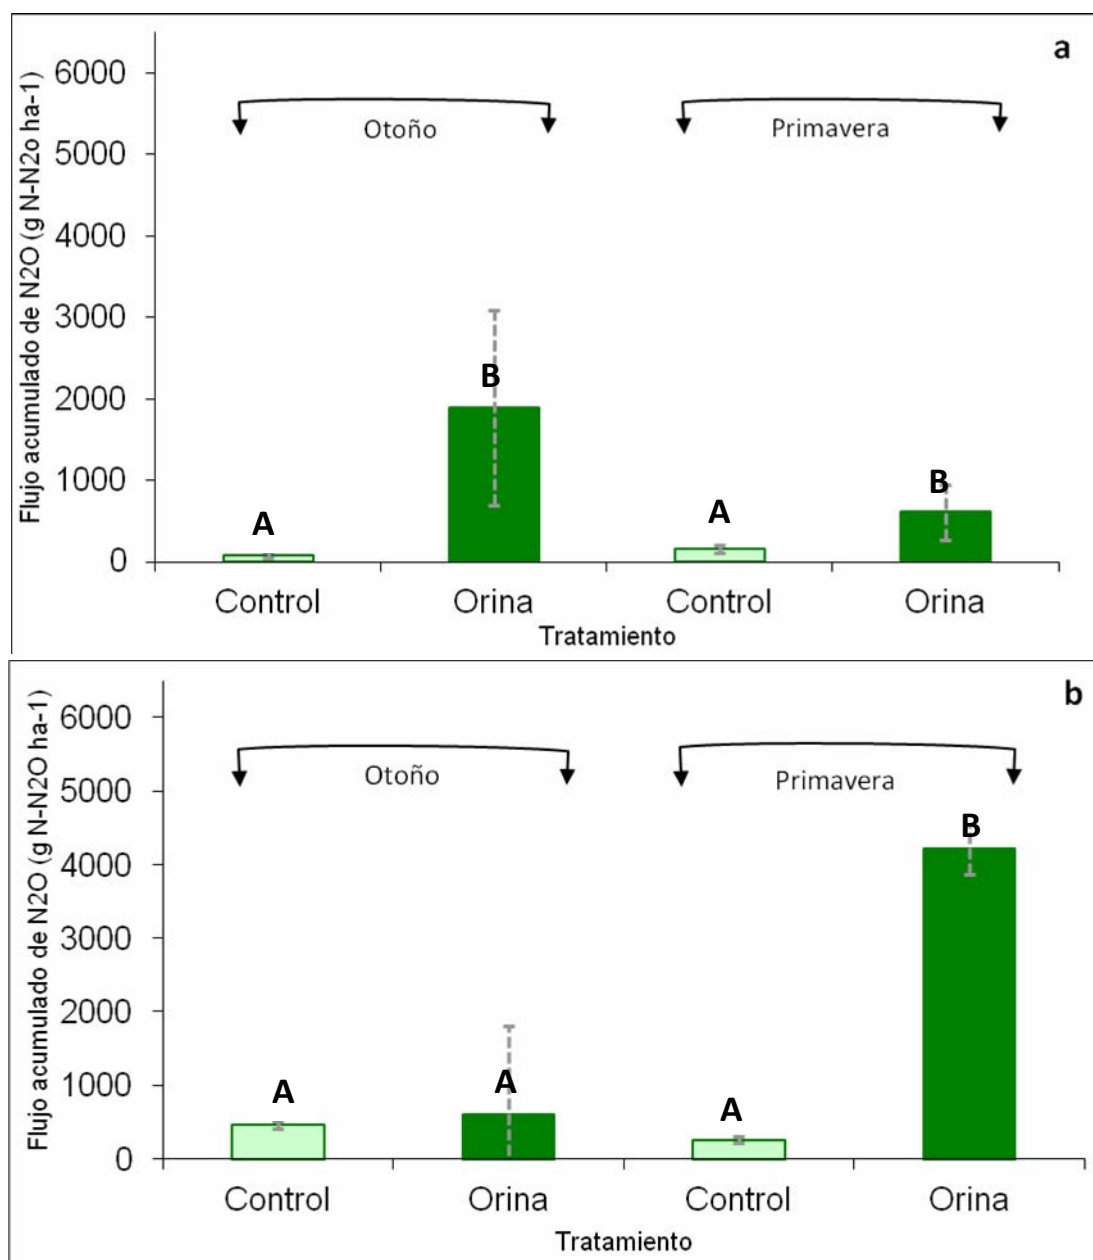 a
Flujo acumulado de N2O (g N-N2o ha-1)
6000
5000
4000
3000
2000
1000
0
Otoño
Primavera
A
B
A
B
Control
Orina
Control
Orina
Tratamiento
b
Flujo acumulado de N2O (g N-N2O ha-1)
6000
5000
4000
3000
2000
1000
0
Otoño
Primavera
A
A
A
B
Control
Orina
Control
Orina
Tratamiento